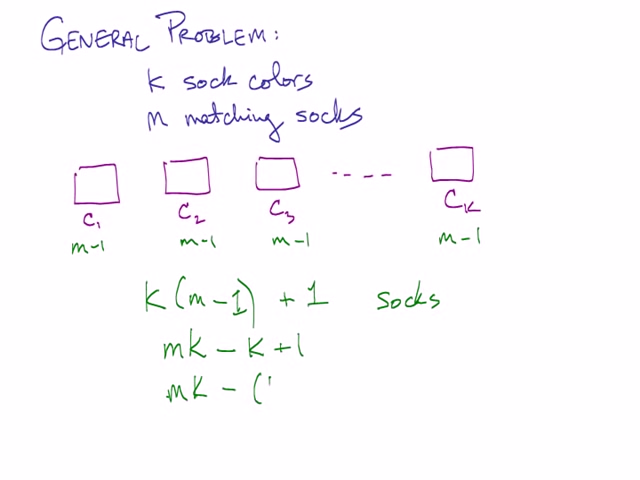 GENERAL PROBLEM:
K sock colors
m matching socks
C1 C2 C3 ---- CK
m-1 m-1 m-1 m-1
K(m-1) + 1 socks
mK - K + 1
mK - (